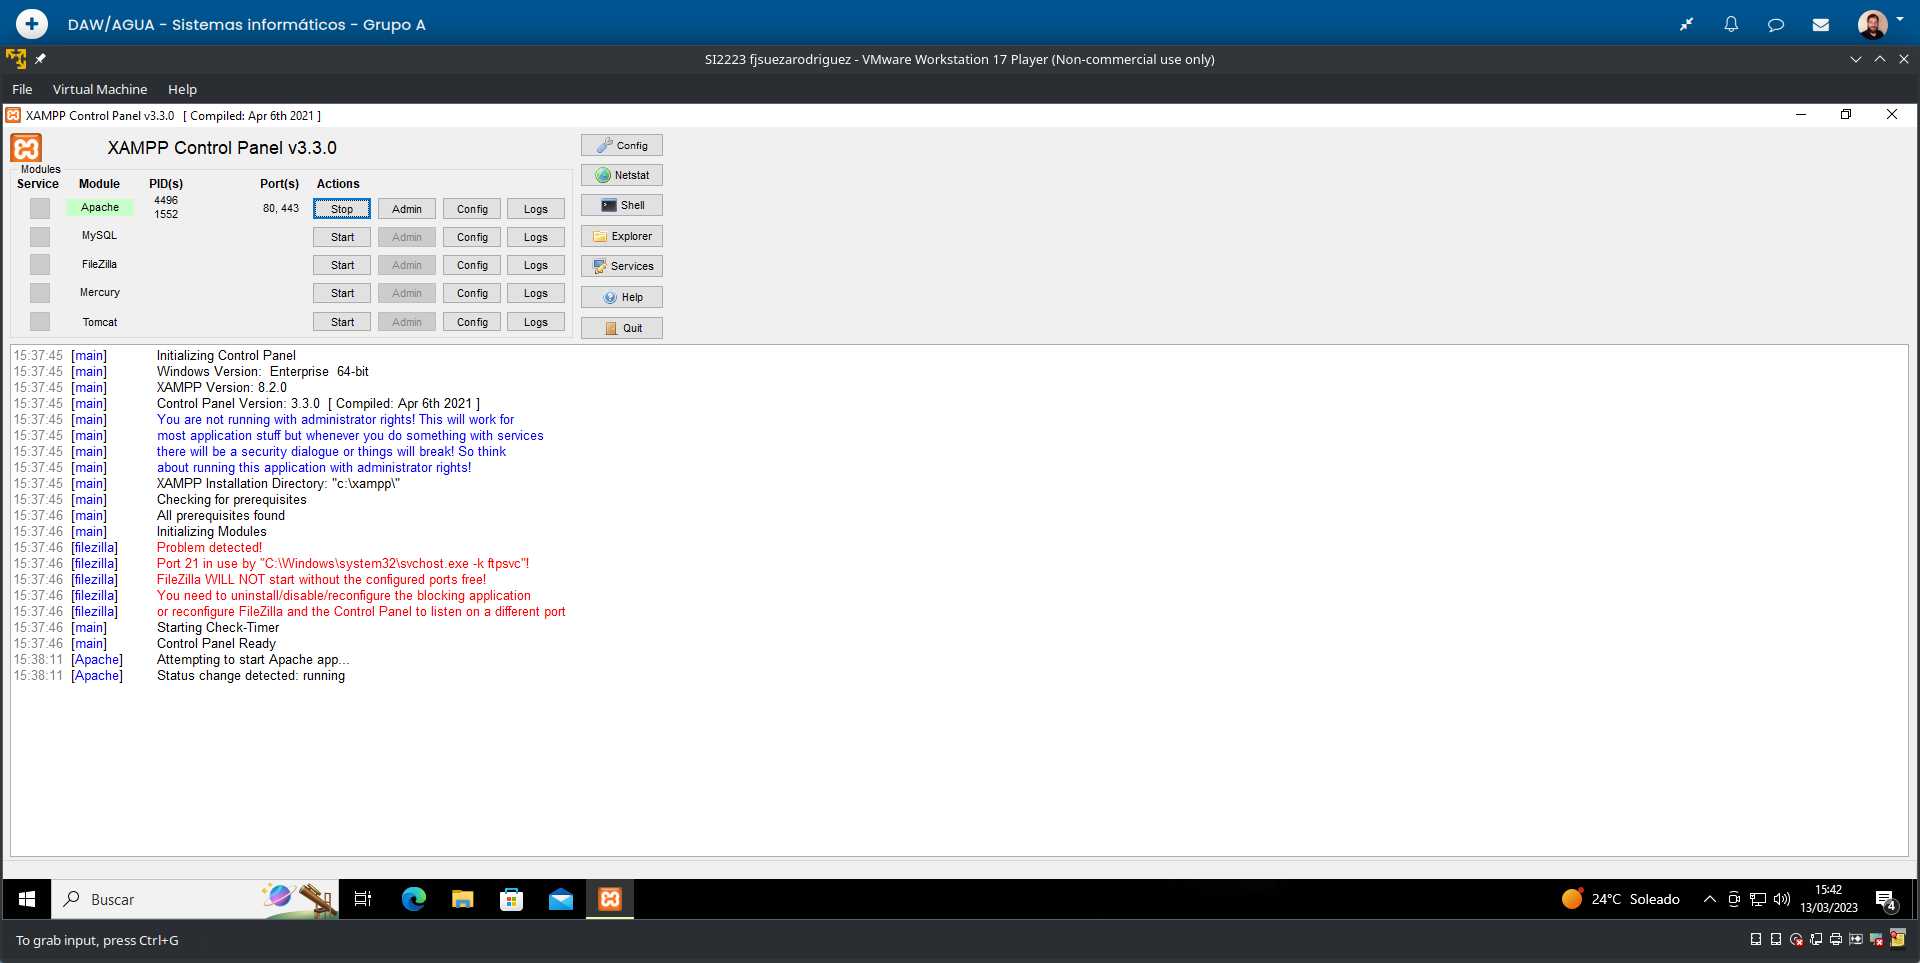 DAW/AGUA - Sistemas informáticos - Grupo A
SI2223 fjsuezarodriguez - VMware Workstation 17 Player (Non-commercial use only)
File Virtual Machine Help
XAMPP Control Panel v3.3.0 [ Compiled: Apr 6th 2021 ]
XAMPP Control Panel v3.3.0
Config
Modules
Netstat
Service Module PID(s) Port(s) Actions
Shell
Apache 4496 1552 80, 443 Stop Admin Config Logs
MySQL Start Admin Config Logs
Explorer
FileZilla Start Admin Config Logs
Services
Mercury Start Admin Config Logs
Help
Tomcat Start Admin Config Logs
Quit
15:37:45 [main] Initializing Control Panel
15:37:45 [main] Windows Version: Enterprise 64-bit
15:37:45 [main] XAMPP Version: 8.2.0
15:37:45 [main] Control Panel Version: 3.3.0 [ Compiled: Apr 6th 2021 ]
15:37:45 [main] You are not running with administrator rights! This will work for
15:37:45 [main] most application stuff but whenever you do something with services
15:37:45 [main] there will be a security dialogue or things will break! So think
15:37:45 [main] about running this application with administrator rights!
15:37:45 [main] XAMPP Installation Directory: "c:\xampp\"
15:37:45 [main] Checking for prerequisites
15:37:46 [main] All prerequisites found
15:37:46 [main] Initializing Modules
15:37:46 [filezilla] Problem detected!
15:37:46 [filezilla] Port 21 in use by "C:\Windows\system32\svchost.exe -k ftpsvc"!
15:37:46 [filezilla] FileZilla WILL NOT start without the configured ports free!
15:37:46 [filezilla] You need to uninstall/disable/reconfigure the blocking application
15:37:46 [filezilla] or reconfigure FileZilla and the Control Panel to listen on a different port
15:37:46 [main] Starting Check-Timer
15:37:46 [main] Control Panel Ready
15:38:11 [Apache] Attempting to start Apache app...
15:38:11 [Apache] Status change detected: running
Buscar
24°C Soleado
15:42
13/03/2023
4
To grab input, press Ctrl+G